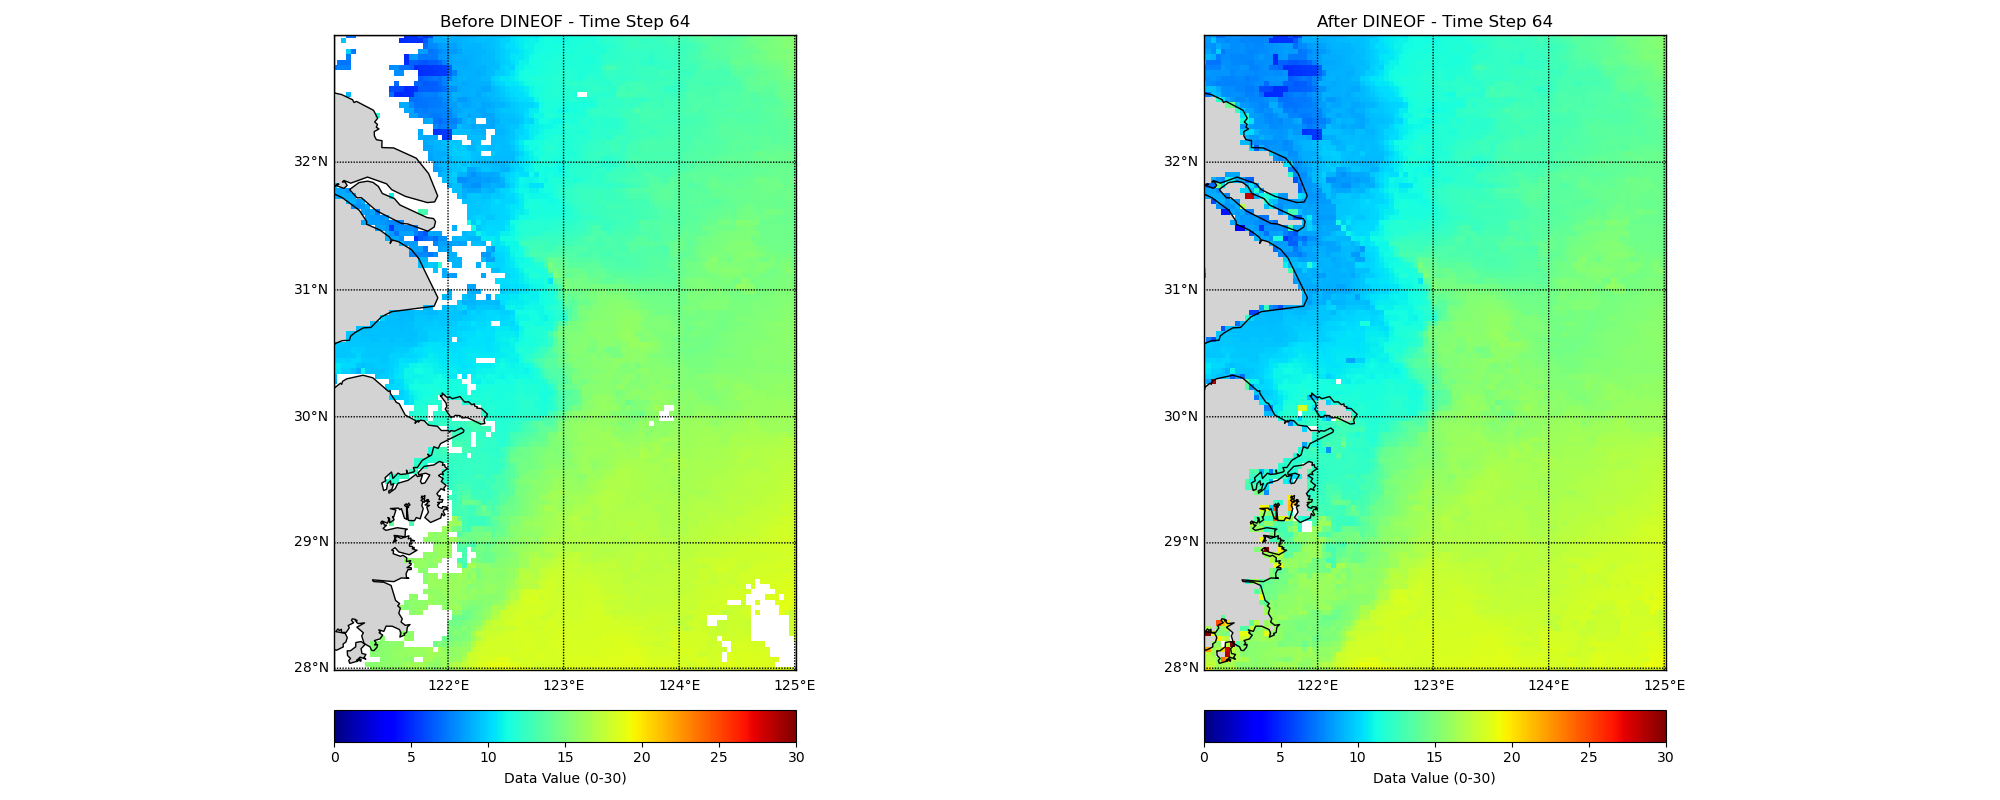 Before DINEOF - Time Step 64
32°N
31°N
30°N
29°N
28°N
122°E 123°E 124°E 125°E
0 5 10 15 20 25 30
Data Value (0-30)
After DINEOF - Time Step 64
32°N
31°N
30°N
29°N
28°N
122°E 123°E 124°E 125°E
0 5 10 15 20 25 30
Data Value (0-30)